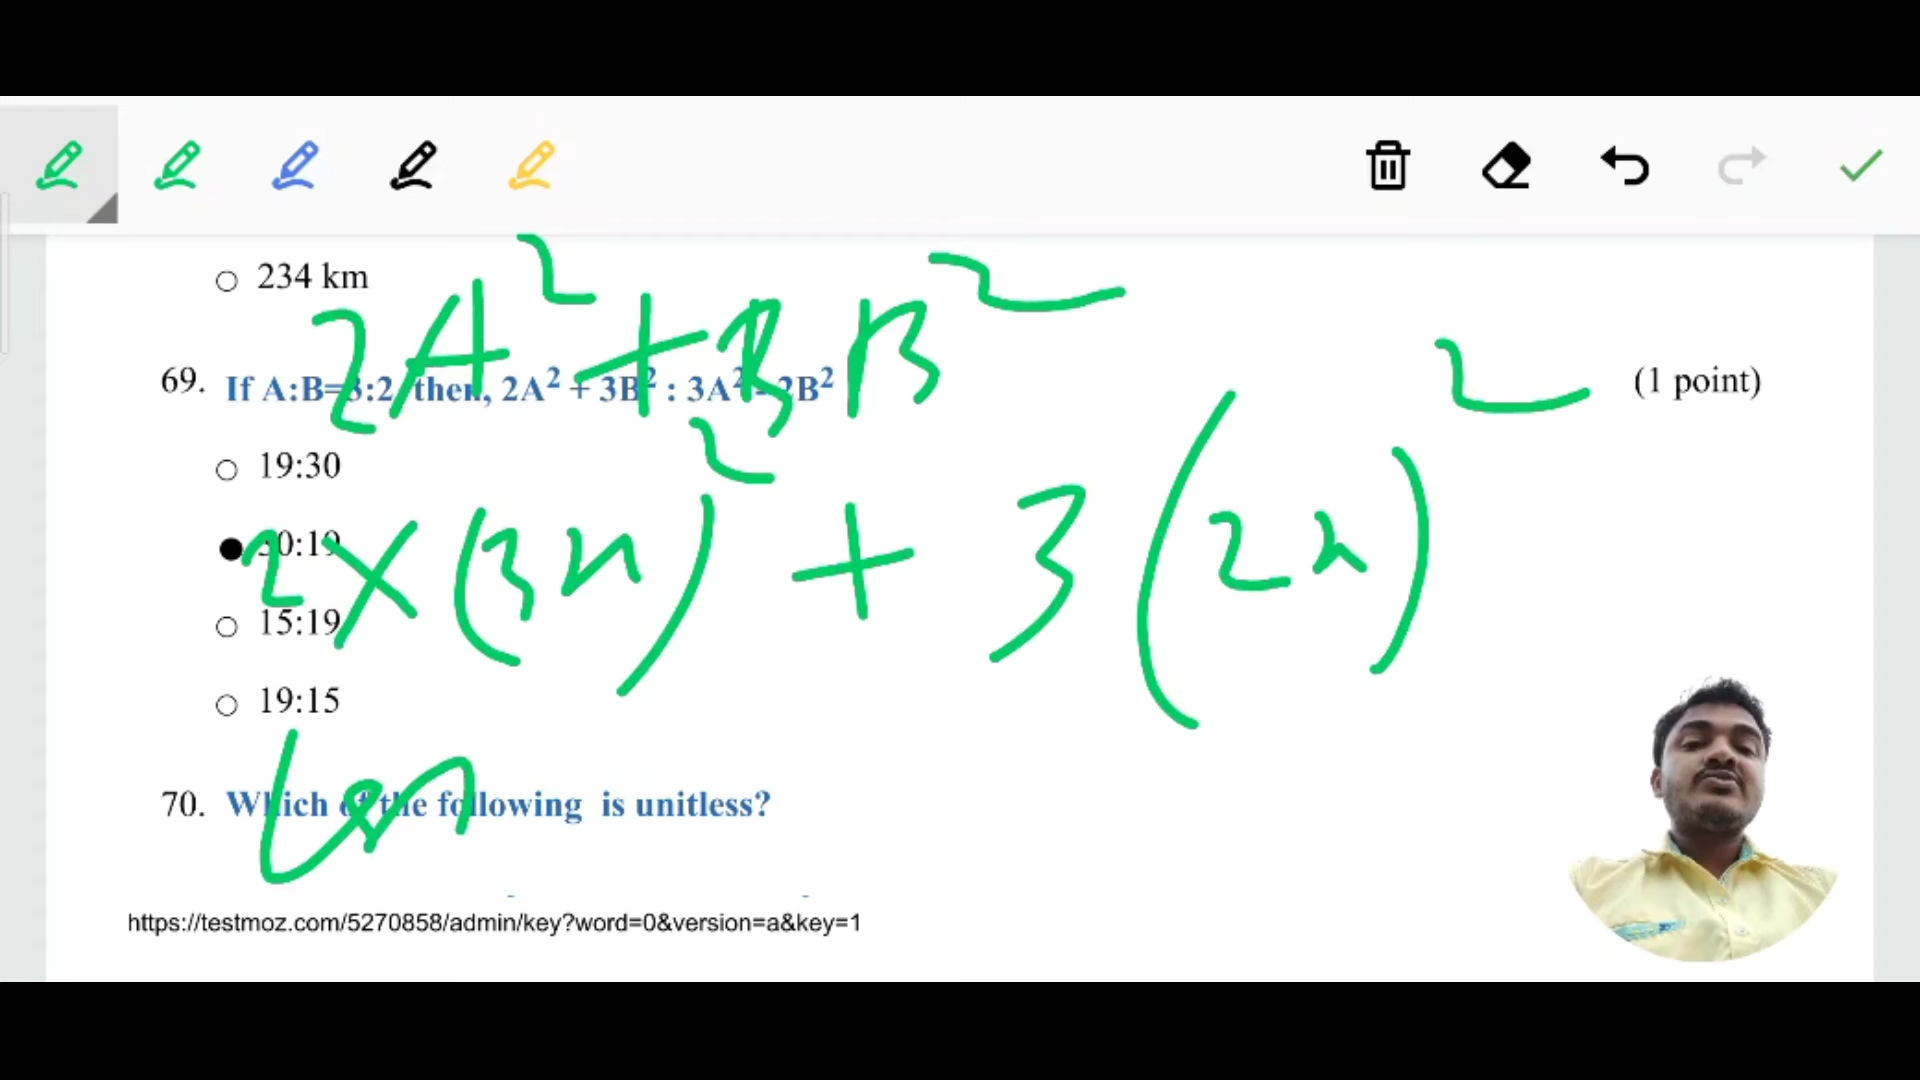 234 km
2A² + 3B²
69. If A:B=3:2, then, 2A² + 3B² : 3A² - 2B² (1 point)
19:30
2×(3x)² + 3(2x)²
30:19
15:19
19:15
70. Which of the following is unitless?
https://testmoz.com/5270858/admin/key?word=0&version=a&key=1